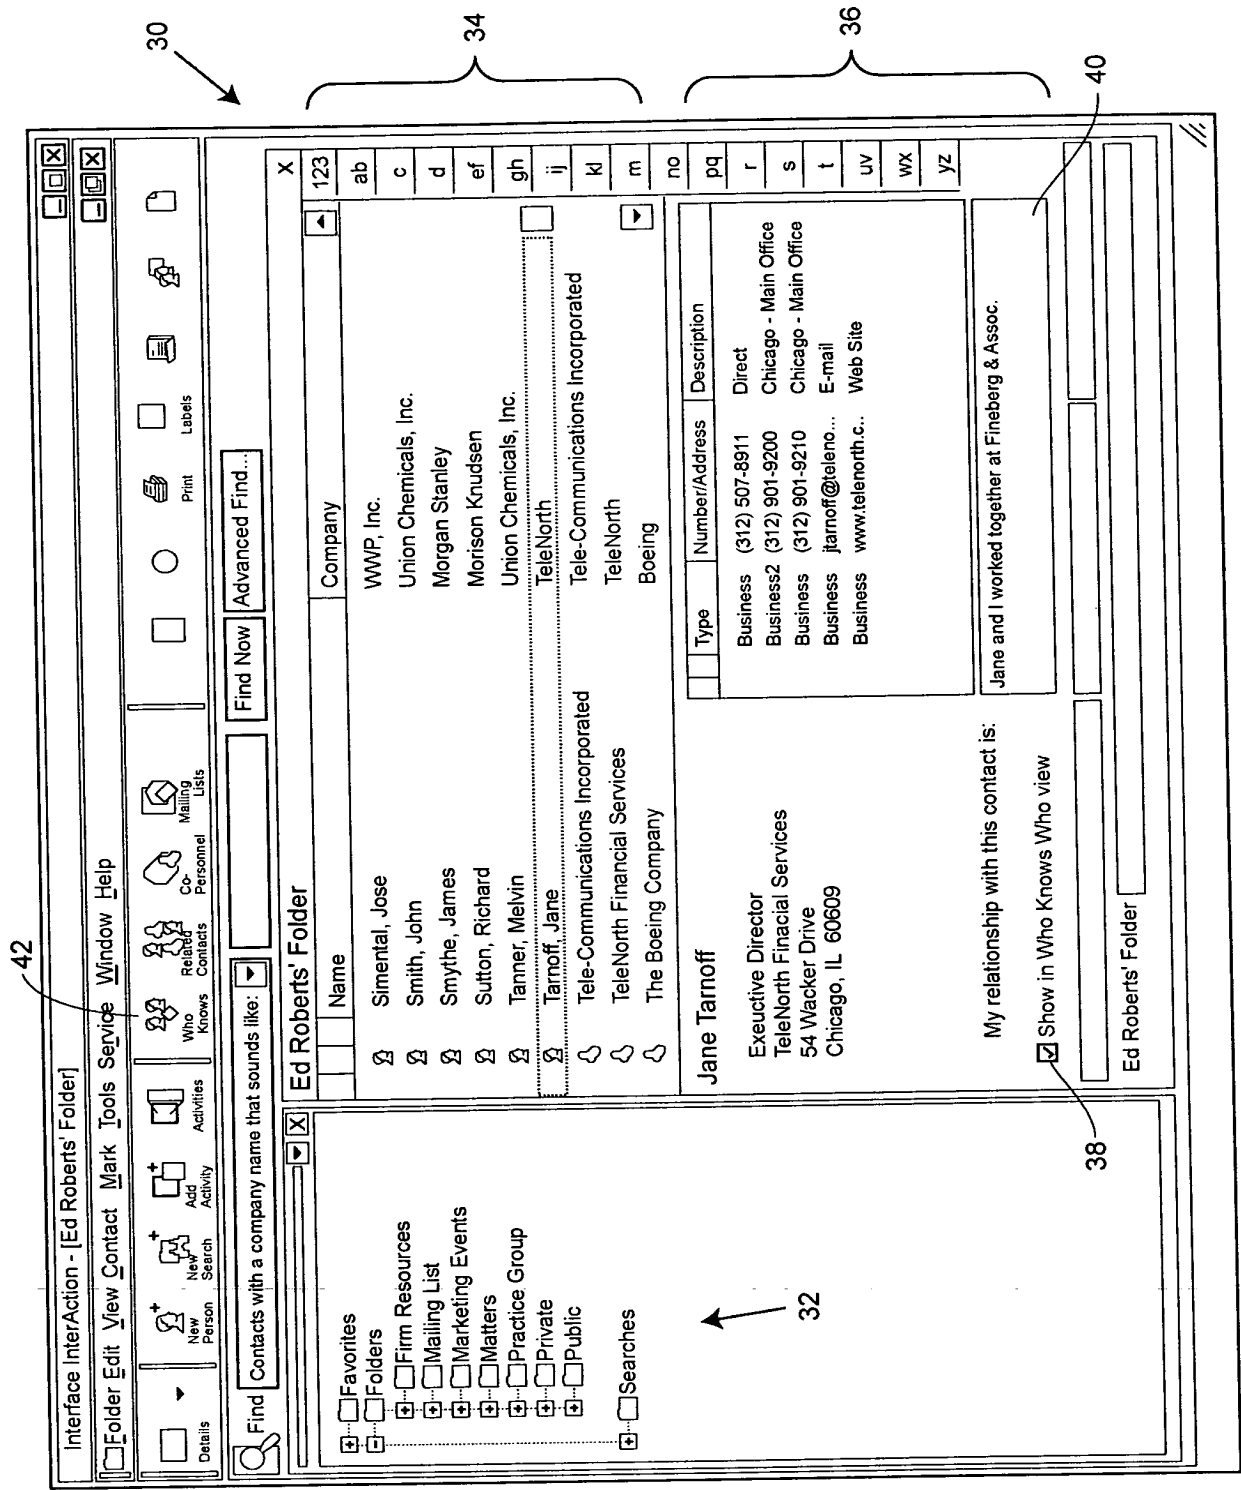 30
34
36
42
Interface InterAction - [Ed Roberts' Folder]
Folder Edit View Contact Mark Tools Service Window Help
Details
New Person
New Search
Add Activity
Activities
Who Knows
Related Contacts
Co-Personnel
Mailing Lists
Print
Labels
Find Contacts with a company name that sounds like: Find Now Advanced Find...
Favorites
Folders
Firm Resources
Mailing List
Marketing Events
Matters
Practice Group
Private
Public
Searches
32
Ed Roberts' Folder X
Name Company
Simental, Jose WWP, Inc.
Smith, John Union Chemicals, Inc.
Smythe, James Morgan Stanley
Sutton, Richard Morison Knudsen
Tanner, Melvin Union Chemicals, Inc.
Tarnoff, Jane TeleNorth
Tele-Communications Incorporated Tele-Communications Incorporated
TeleNorth Financial Services TeleNorth
The Boeing Company Boeing
123
ab
c
d
ef
gh
ij
kl
m
no
pq
r
s
t
uv
wx
yz
Jane Tarnoff
Exeuctive Director
TeleNorth Finacial Services
54 Wacker Drive
Chicago, IL 60609
Type Number/Address Description
Business (312) 507-8911 Direct
Business2 (312) 901-9200 Chicago - Main Office
Business (312) 901-9210 Chicago - Main Office
Business jtarnoff@teleno... E-mail
Business www.telenorth.c.. Web Site
My relationship with this contact is:
Jane and I worked together at Fineberg & Assoc.
Show in Who Knows Who view
38
40
Ed Roberts' Folder